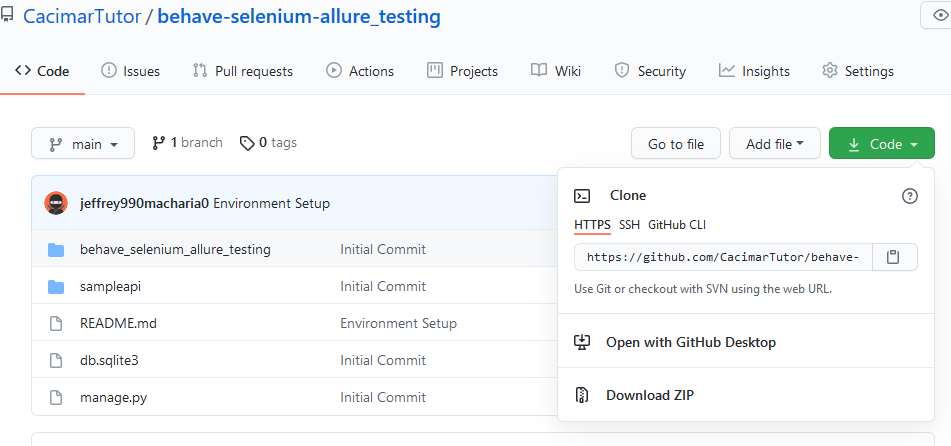 CacimarTutor / behave-selenium-allure_testing
Code Issues Pull requests Actions Projects Wiki Security Insights Settings
main 1 branch 0 tags Go to file Add file Code
jeffrey990macharia0 Environment Setup
behave_selenium_allure_testing Initial Commit
sampleapi Initial Commit
README.md Environment Setup
db.sqlite3 Initial Commit
manage.py Initial Commit
Clone
HTTPS SSH GitHub CLI
https://github.com/CacimarTutor/behave-
Use Git or checkout with SVN using the web URL.
Open with GitHub Desktop
Download ZIP